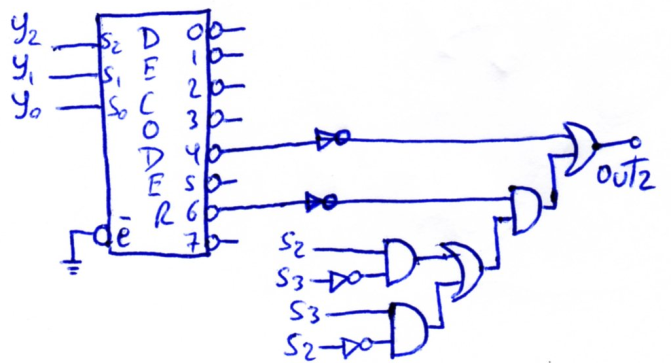 y₂ S₂ D 0
y₁ S₁ E 1
y₀ S₀ C 2
O 3
D 4
E 5
R 6
ē 7
OUT2
S₂
S₃
S₃
S₂